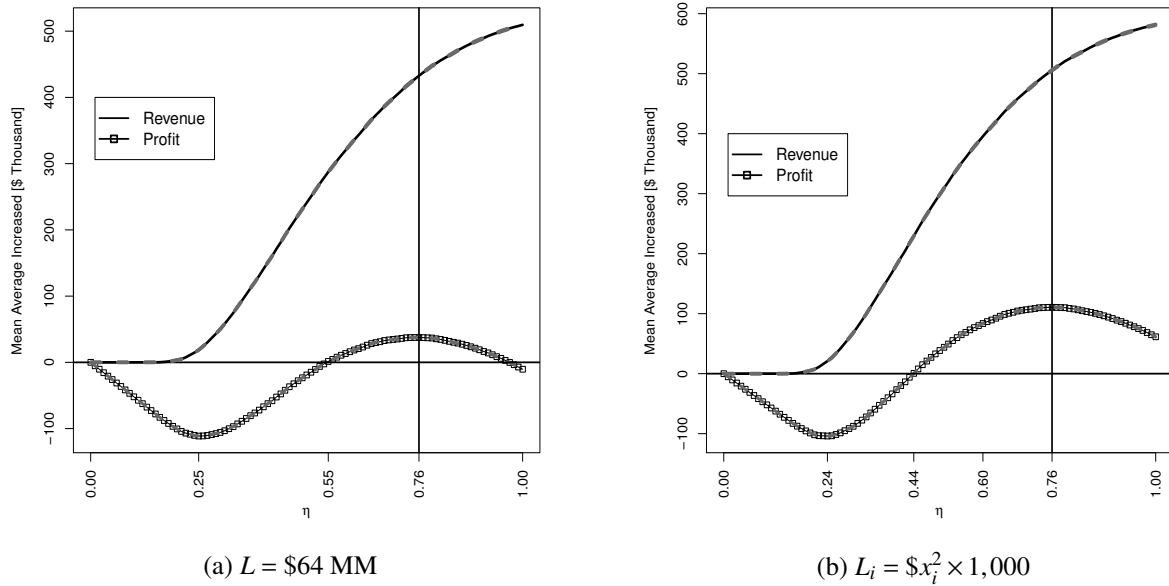 Mean Average Increased [$ Thousand]
500
400
300
200
100
0
−100
Revenue
Profit
0.00
0.25
0.55
0.76
1.00
η
(a) L = $64 MM
Mean Average Increased [$ Thousand]
600
500
400
300
200
100
0
−100
Revenue
Profit
0.00
0.24
0.44
0.60
0.76
1.00
η
(b) Lᵢ = $xᵢ² × 1,000